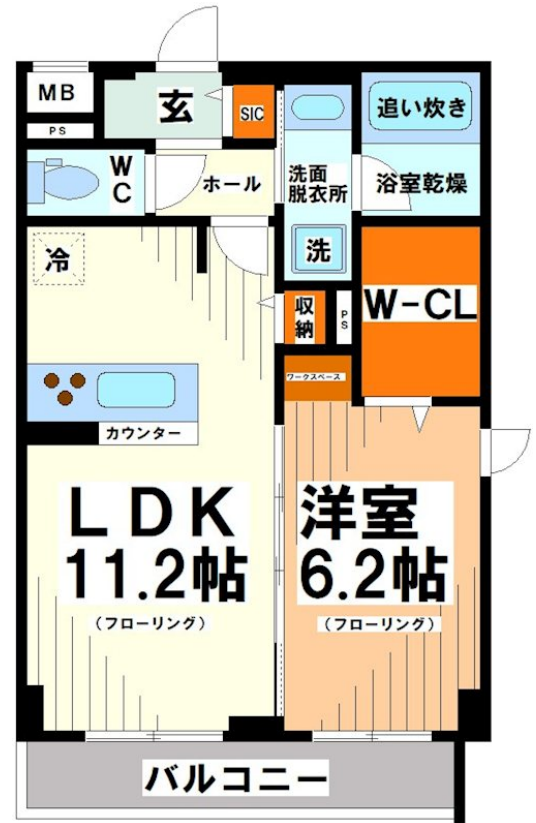 MB
PS
玄
SIC
追い炊き
浴室乾燥
洗面
脱衣所
洗
WC
ホール
冷
収納
PS
W-CL
ワークスペース
カウンター
LDK
11.2帖
(フローリング)
洋室
6.2帖
(フローリング)
バルコニー